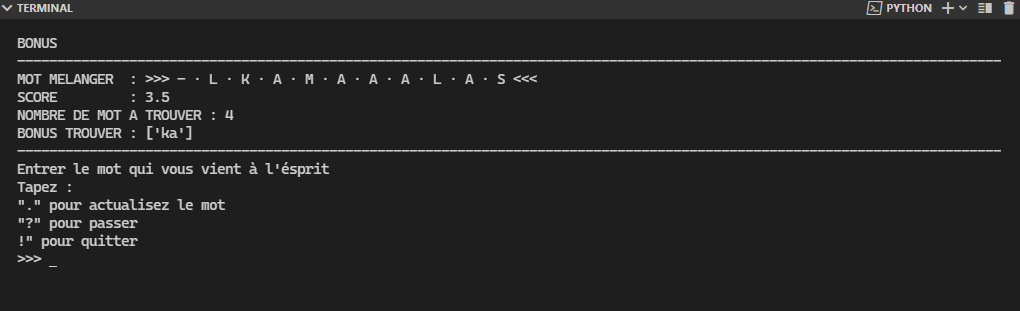 TERMINAL PYTHON
BONUS
MOT MELANGER : >>> - · L · K · A · M · A · A · A · L · A · S <<<
SCORE : 3.5
NOMBRE DE MOT A TROUVER : 4
BONUS TROUVER : ['ka']
Entrer le mot qui vous vient à l'ésprit
Tapez :
"." pour actualisez le mot
"?" pour passer
!" pour quitter
>>> _